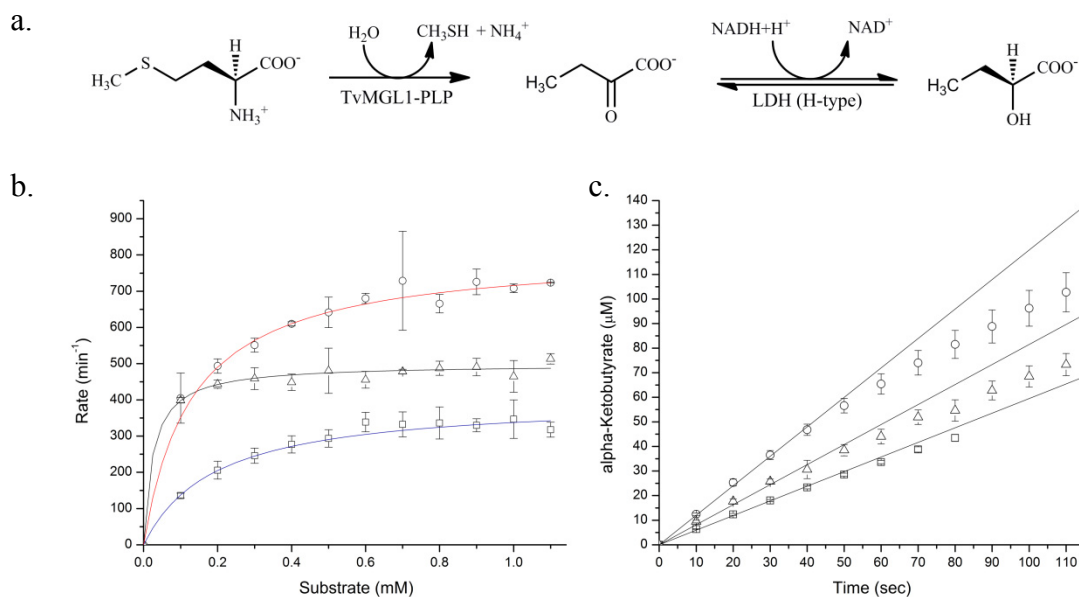 a.
H₂O
CH₃SH + NH₄⁺
NADH+H⁺
NAD⁺
H₃C
S
H
COO⁻
NH₃⁺
TvMGL1-PLP
H₃C
COO⁻
O
LDH (H-type)
H₃C
H
COO⁻
OH
b.
900
800
700
600
500
400
300
200
100
0
Rate (min⁻¹)
0.0
0.2
0.4
0.6
0.8
1.0
Substrate (mM)
c.
140
130
120
110
100
90
80
70
60
50
40
30
20
10
0
alpha-Ketobutyrate (µM)
0
10
20
30
40
50
60
70
80
90
100
110
Time (sec)